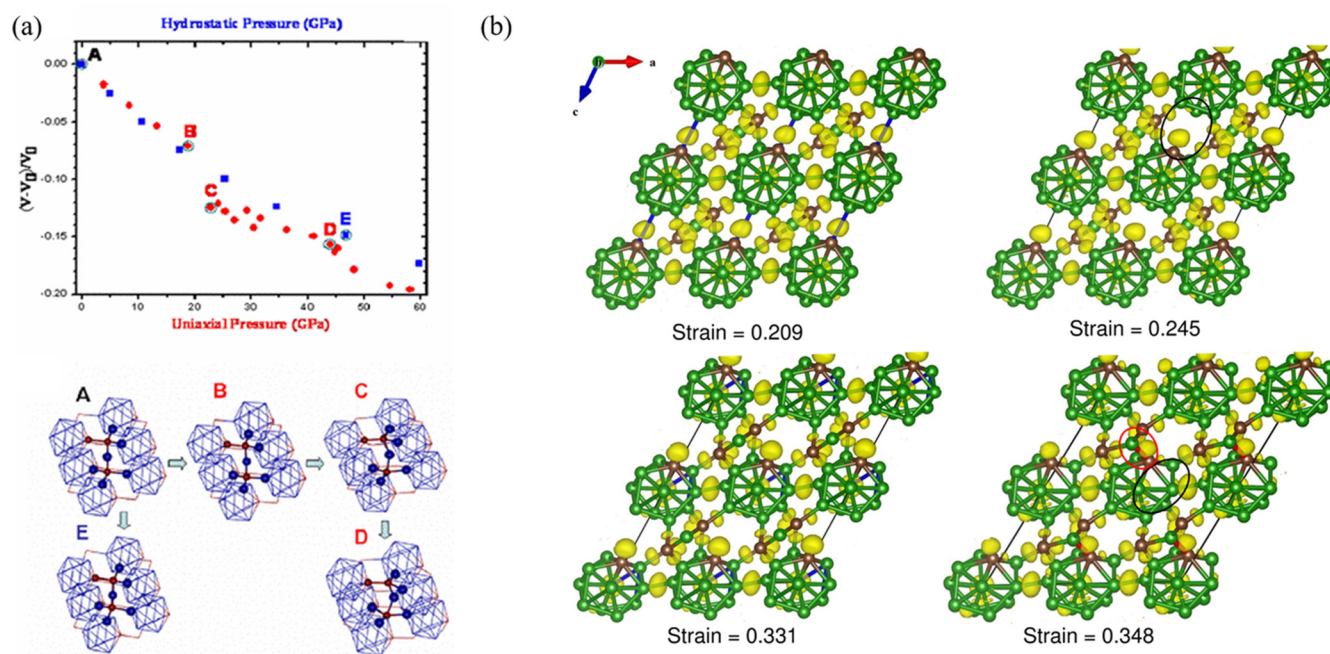 (a)
Hydrostatic Pressure (GPa)
A
0.00
-0.05
-0.10
-0.15
-0.20
(V-V0)/V0
B
C
D
E
0 10 20 30 40 50 60
Uniaxial Pressure (GPa)
A
B
C
E
D
(b)
b
a
c
Strain = 0.209
Strain = 0.245
Strain = 0.331
Strain = 0.348